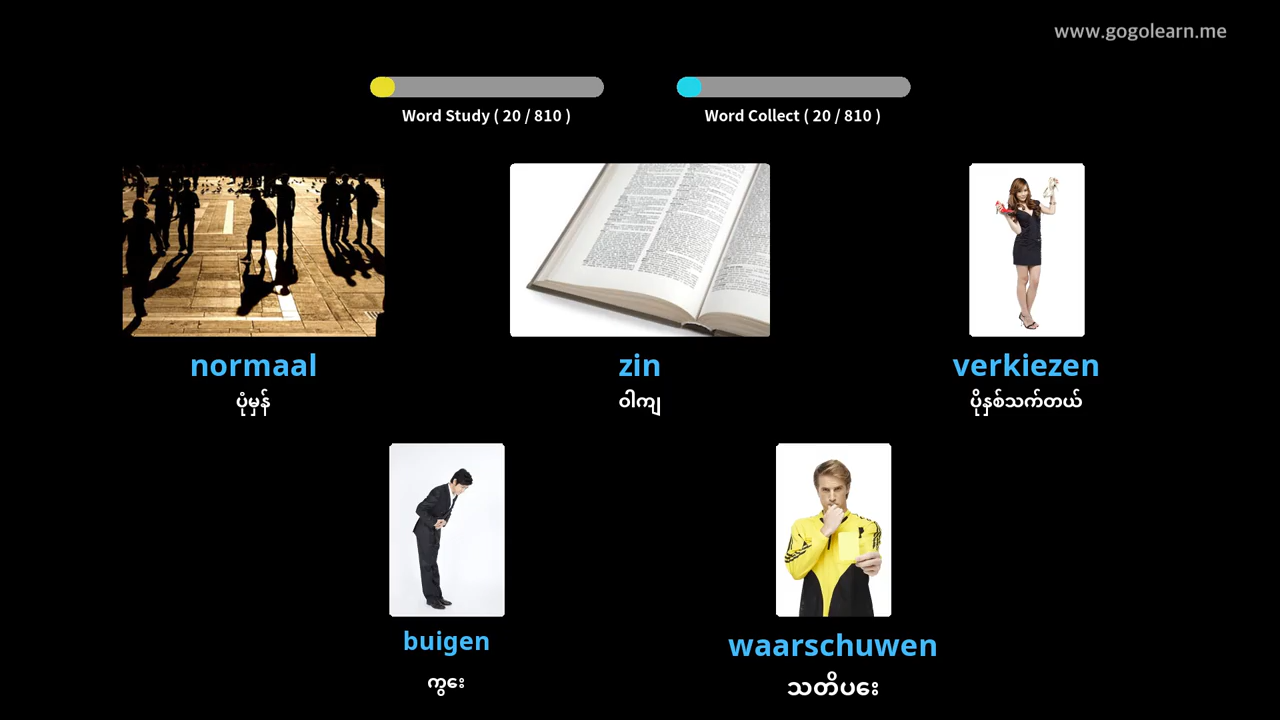 www.gogolearn.me
Word Study ( 20 / 810 )
Word Collect ( 20 / 810 )
normaal
ပုံမှန်
zin
ဝါကျ
verkiezen
ပိုနှစ်သက်တယ်
buigen
ကွေး
waarschuwen
သတိပေး